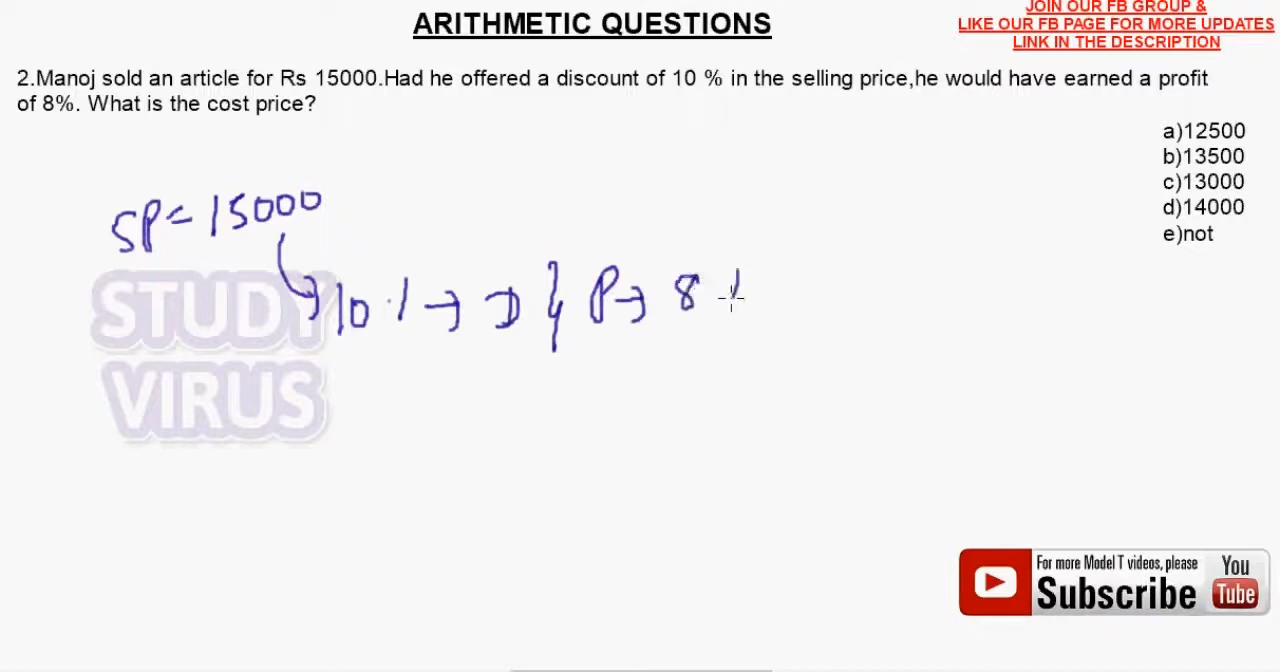 ARITHMETIC QUESTIONS
JOIN OUR FB GROUP &
LIKE OUR FB PAGE FOR MORE UPDATES
LINK IN THE DESCRIPTION
2.Manoj sold an article for Rs 15000.Had he offered a discount of 10 % in the selling price,he would have earned a profit
of 8%. What is the cost price?
a)12500
b)13500
c)13000
d)14000
e)not
SP = 15000
10 % → D } P → 8 %
STUDY
VIRUS
For more Model T videos, please
Subscribe
You
Tube